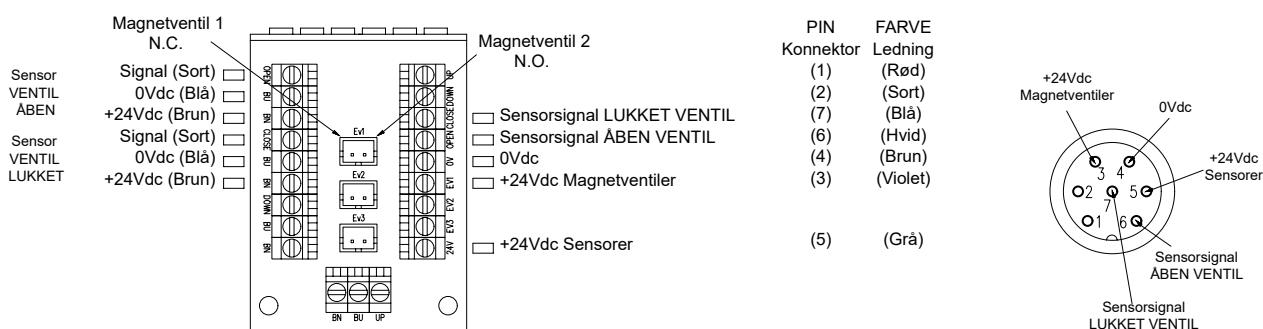 Magnetventil 1
N.C.
Magnetventil 2
N.O.
Sensor
VENTIL
ÅBEN
Signal (Sort)
0Vdc (Blå)
+24Vdc (Brun)
Sensor
VENTIL
LUKKET
Signal (Sort)
0Vdc (Blå)
+24Vdc (Brun)
OPEN
BU
BN
CLOSE
BU
BN
DOWN
BU
BN
Ev1
Ev2
Ev3
UP
DOWN
CLOSE
OPEN
0V
EV1
EV2
EV3
24V
BN BU UP
Sensorsignal LUKKET VENTIL
Sensorsignal ÅBEN VENTIL
0Vdc
+24Vdc Magnetventiler
+24Vdc Sensorer
PIN FARVE
Konnektor Ledning
(1) (Rød)
(2) (Sort)
(7) (Blå)
(6) (Hvid)
(4) (Brun)
(3) (Violet)
(5) (Grå)
+24Vdc
Magnetventiler
0Vdc
+24Vdc
Sensorer
3 4
2 5
7
1 6
Sensorsignal
ÅBEN VENTIL
Sensorsignal
LUKKET VENTIL